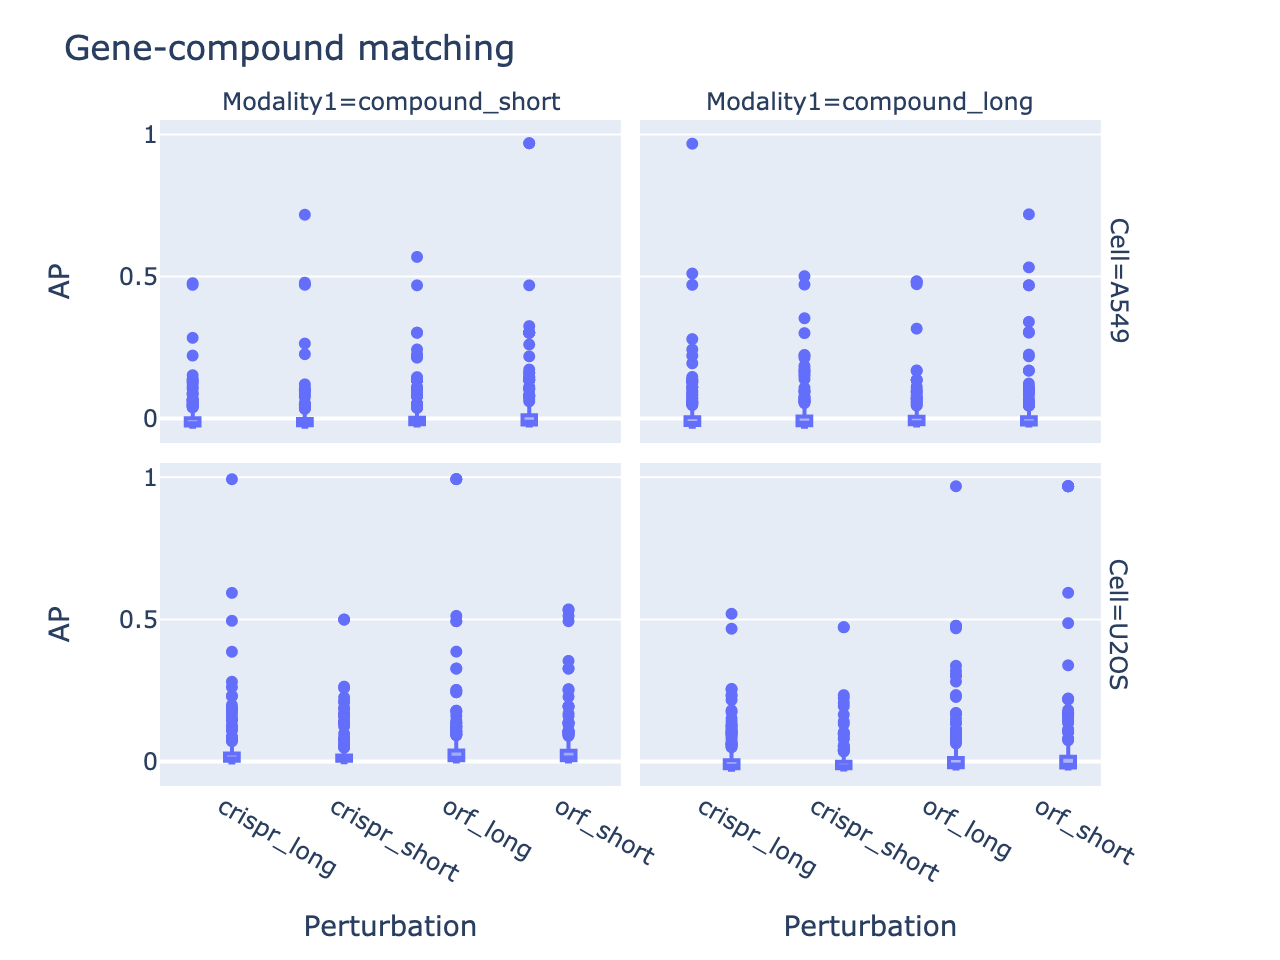 Gene-compound matching
Modality1=compound_short
Modality1=compound_long
1
0.5
0
AP
Cell=A549
1
0.5
0
AP
Cell=U2OS
crispr_long
crispr_short
orf_long
orf_short
crispr_long
crispr_short
orf_long
orf_short
Perturbation
Perturbation